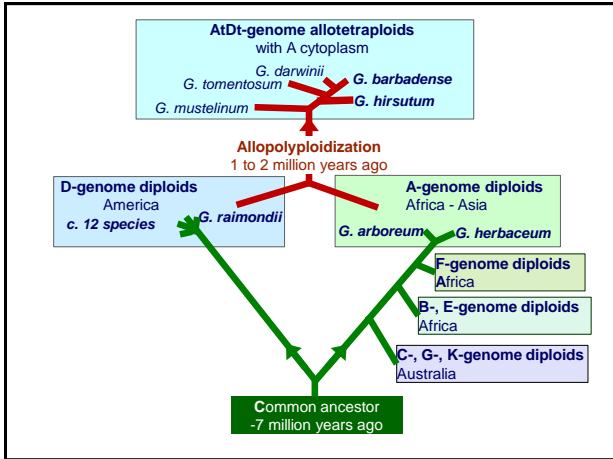 AtDt-genome allotetraploids
with A cytoplasm
G. darwinii
G. barbadense
G. tomentosum
G. hirsutum
G. mustelinum
Allopolyploidization
1 to 2 million years ago
D-genome diploids
America
c. 12 species
G. raimondii
A-genome diploids
Africa - Asia
G. arboreum
G. herbaceum
F-genome diploids
Africa
B-, E-genome diploids
Africa
C-, G-, K-genome diploids
Australia
Common ancestor
-7 million years ago